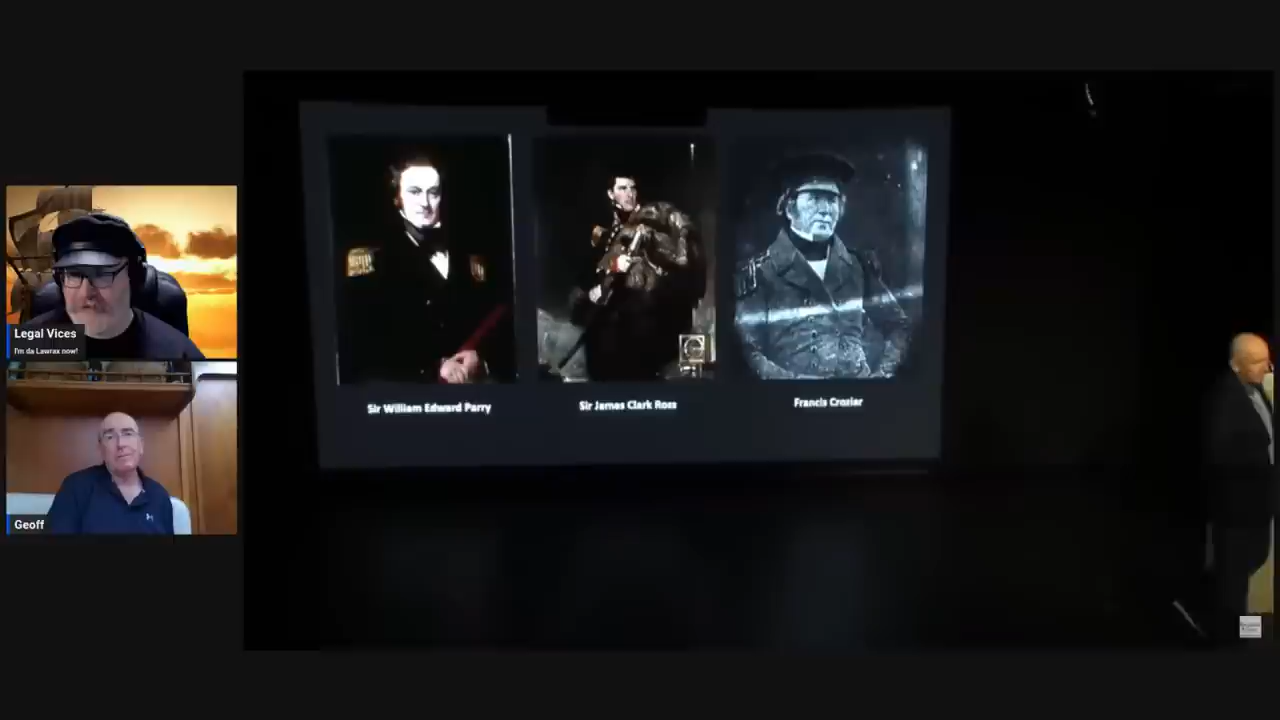 Legal Vices
I'm da Lawrax now!
Geoff
Sir William Edward Parry
Sir James Clark Ross
Francis Crozier